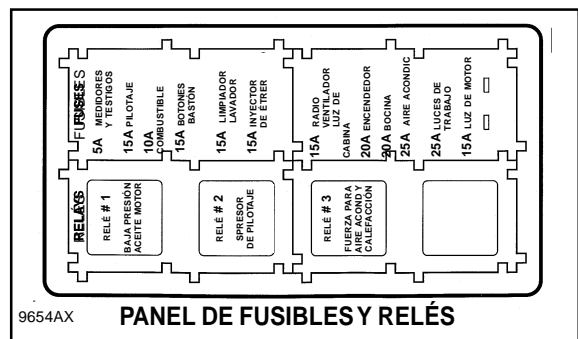 FUSES
FUSIBLES
5A MEDIDORES
Y TESTIGOS
15A PILOTAJE
10A
COMBUSTIBLE
15A BOTONES
BASTÓN
15A LIMPIADOR
LAVADOR
15A INYECTOR
DE ÉTRER
15A RADIO
VENTILADOR
LUZ DE
CABINA
20A ENCENDEDOR
20A BOCINA
25A AIRE ACONDIC
25A LUCES DE
TRABAJO
15A LUZ DE MOTOR
RELÉS
RELÉ # 1
BAJA PRESIÓN
ACEITE MOTOR
RELÉ # 2
SPRESOR
DE PILOTAJE
RELÉ # 3
FUERZA PARA
AIRE ACOND Y
CALEFACCIÓN
9654AX
PANEL DE FUSIBLES Y RELÉS